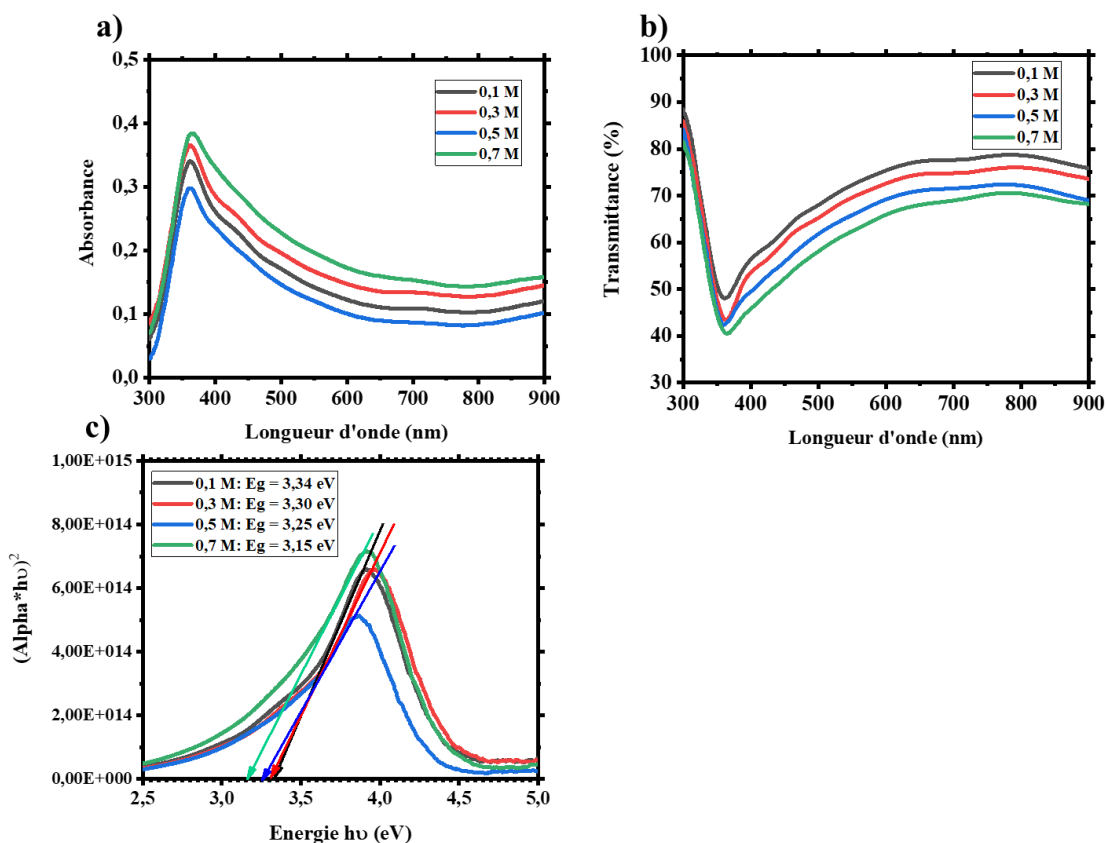 a)
0,5
0,4
0,3
0,2
0,1
0,0
Absorbance
0,1 M
0,3 M
0,5 M
0,7 M
300 400 500 600 700 800 900
Longueur d'onde (nm)
b)
100
90
80
70
60
50
40
30
Transmittance (%)
0,1 M
0,3 M
0,5 M
0,7 M
300 400 500 600 700 800 900
Longueur d'onde (nm)
c)
1,00E+015
8,00E+014
6,00E+014
4,00E+014
2,00E+014
0,00E+000
(Alpha*hυ)²
0,1 M: Eg = 3,34 eV
0,3 M: Eg = 3,30 eV
0,5 M: Eg = 3,25 eV
0,7 M: Eg = 3,15 eV
2,5 3,0 3,5 4,0 4,5 5,0
Energie hυ (eV)